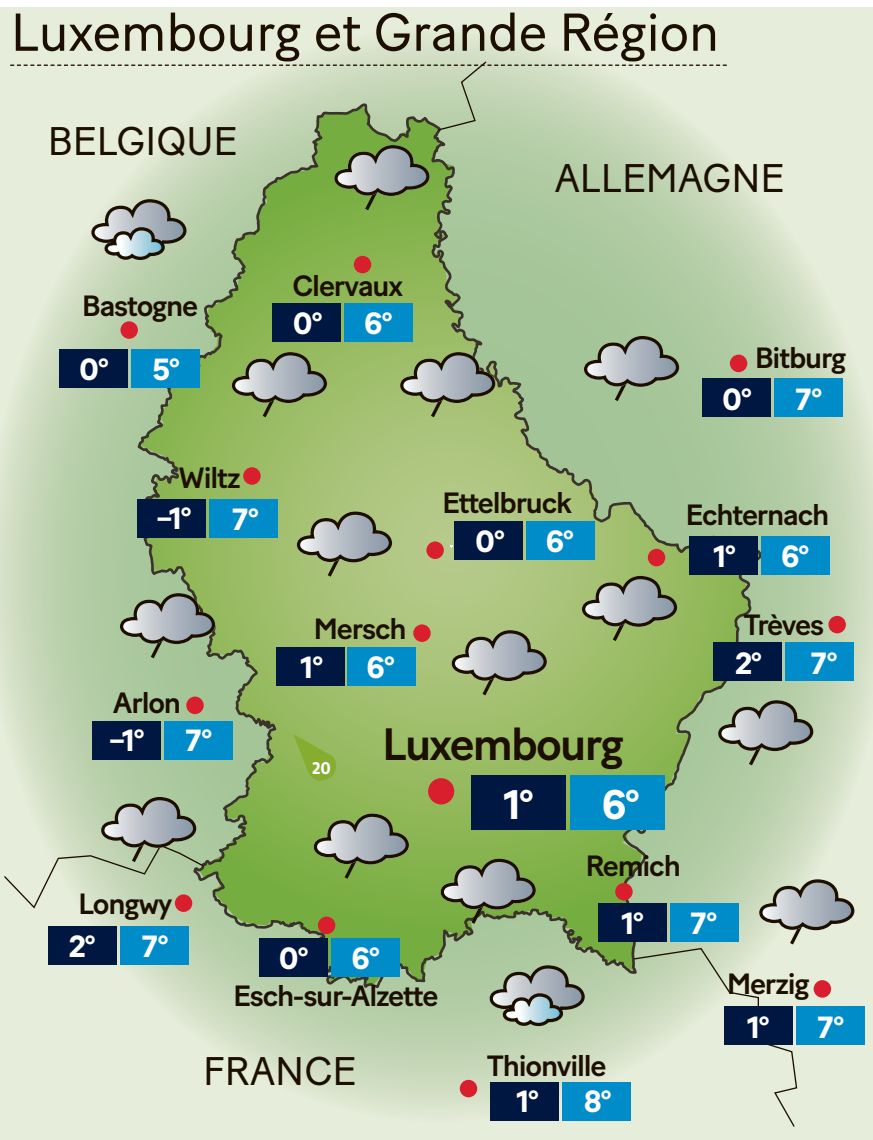 Luxembourg et Grande Région
BELGIQUE
ALLEMAGNE
Clervaux
0° 6°
Bastogne
0° 5°
Bitburg
0° 7°
Wiltz
–1° 7°
Ettelbruck
0° 6°
Echternach
1° 6°
Mersch
1° 6°
Trèves
2° 7°
Arlon
–1° 7°
20
Luxembourg
1° 6°
Remich
1° 7°
Longwy
2° 7°
0° 6°
Esch-sur-Alzette
Merzig
1° 7°
FRANCE
Thionville
1° 8°